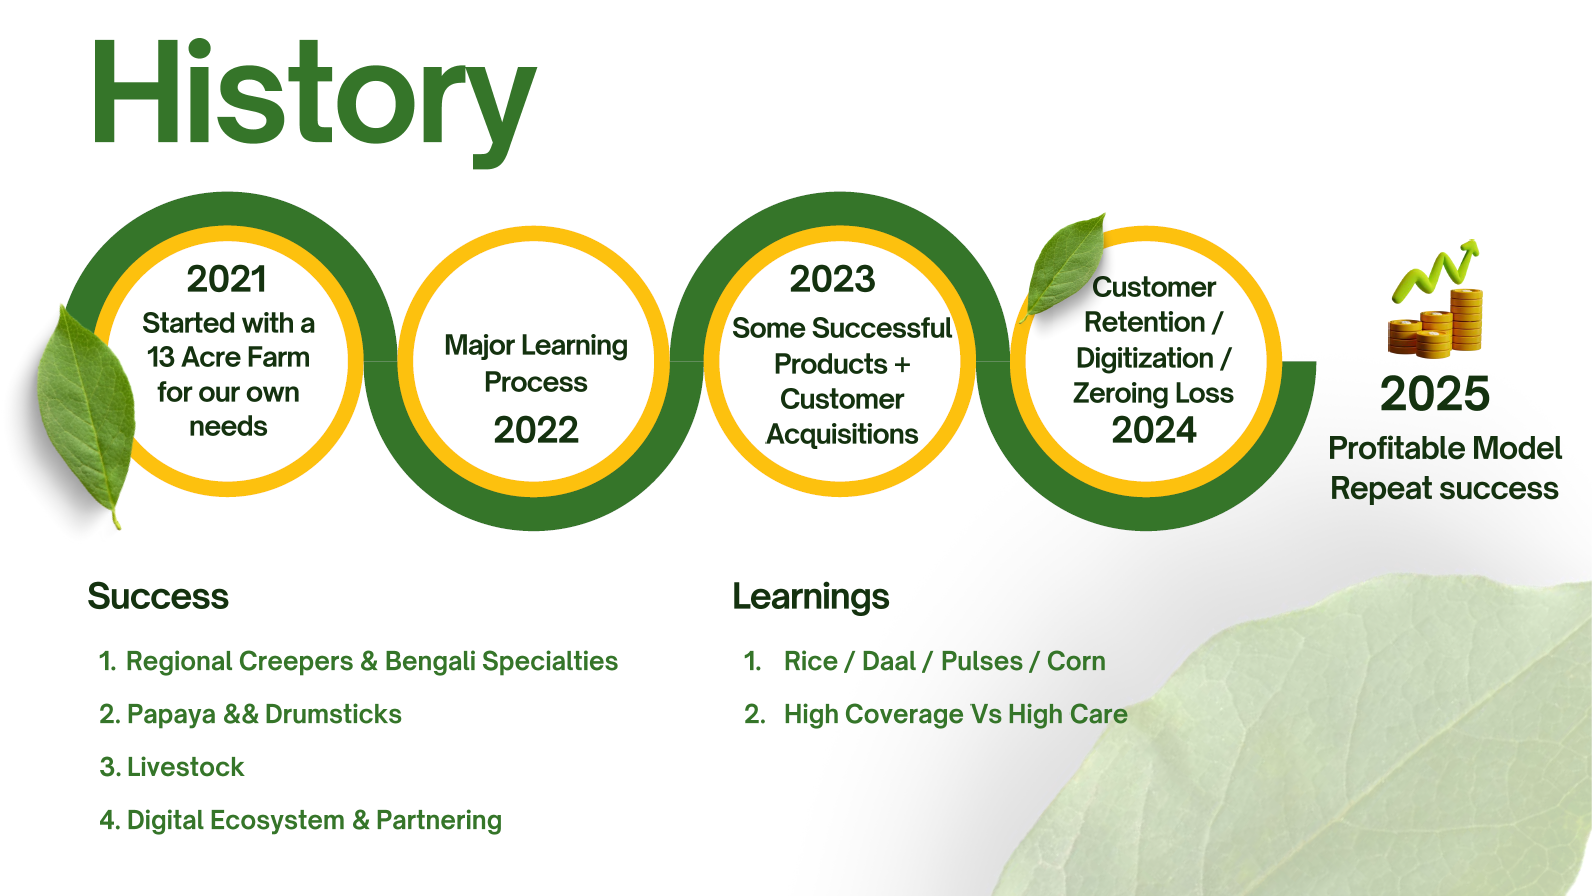 History
2021
Started with a
13 Acre Farm
for our own
needs
Major Learning
Process
2022
2023
Some Successful
Products +
Customer
Acquisitions
Customer
Retention /
Digitization /
Zeroing Loss
2024
2025
Profitable Model
Repeat success
Success
1. Regional Creepers & Bengali Specialties
2. Papaya && Drumsticks
3. Livestock
4. Digital Ecosystem & Partnering
Learnings
1. Rice / Daal / Pulses / Corn
2. High Coverage Vs High Care